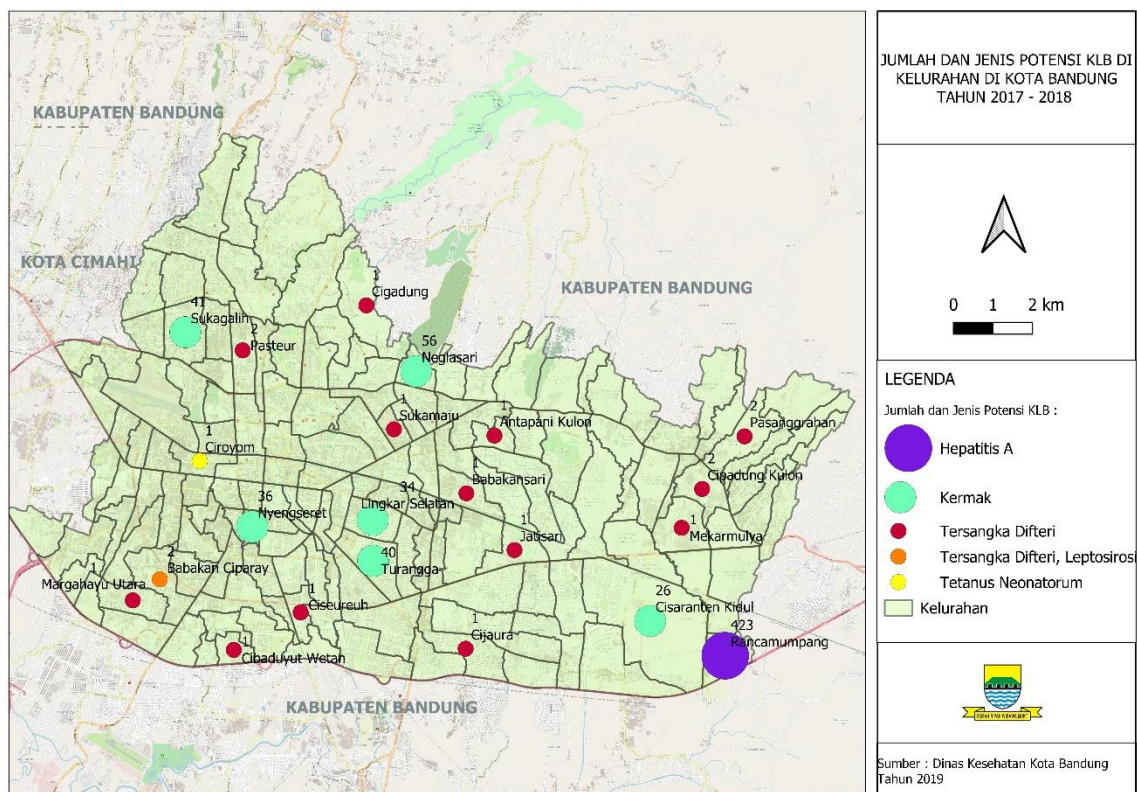 KABUPATEN BANDUNG
KOTA CIMAHI
KABUPATEN BANDUNG
1
Cigadung
41
Sukagalih
2
Pasteur
56
Neglasari
1
Sukamaju
1
Antapani Kulon
2
Pasanggrahan
1
Ciroyom
1
Babakansari
2
Cipadung Kulon
36
Nyengseret
34
Lingkar Selatan
1
Mekarmulya
1
Jatisari
40
Turangga
2
Babakan Ciparay
1
Margahayu Utara
1
Ciseureuh
26
Cisaranten Kidul
1
Cibaduyut Wetan
1
Cijaura
423
Rancamumpang
KABUPATEN BANDUNG
JUMLAH DAN JENIS POTENSI KLB DI
KELURAHAN DI KOTA BANDUNG
TAHUN 2017 - 2018
0 1 2 km
LEGENDA
Jumlah dan Jenis Potensi KLB :
Hepatitis A
Kermak
Tersangka Difteri
Tersangka Difteri, Leptosirosi
Tetanus Neonatorum
Kelurahan
Sumber : Dinas Kesehatan Kota Bandung
Tahun 2019